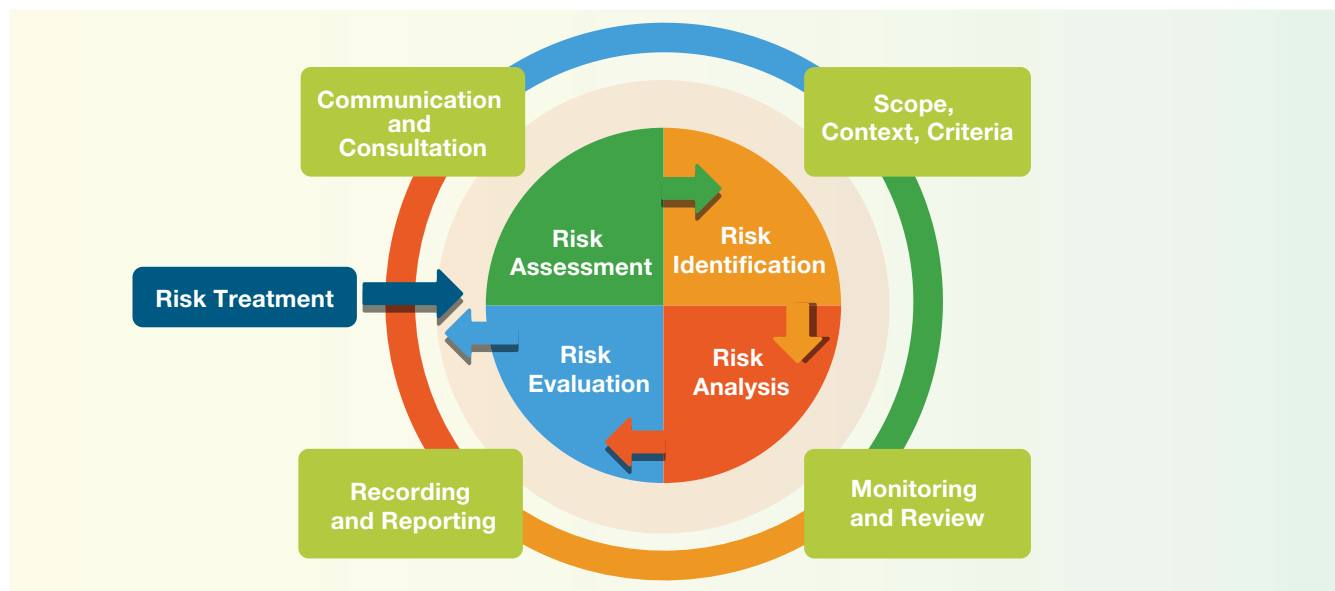 Communication
and
Consultation
Scope,
Context, Criteria
Risk
Assessment
Risk
Identification
Risk Treatment
Risk
Evaluation
Risk
Analysis
Recording
and Reporting
Monitoring
and Review